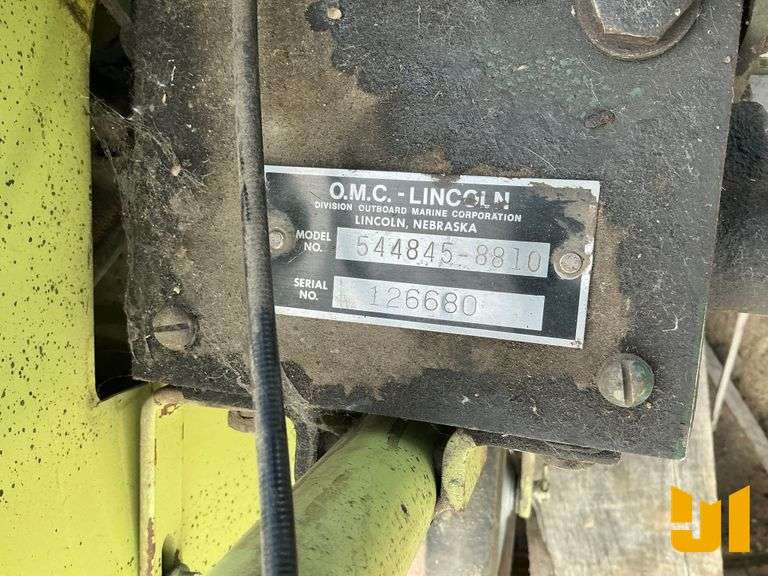 O.M.C. - LINCOLN
DIVISION OUTBOARD MARINE CORPORATION
LINCOLN, NEBRASKA
MODEL NO. 544845-8810
SERIAL NO. 126680